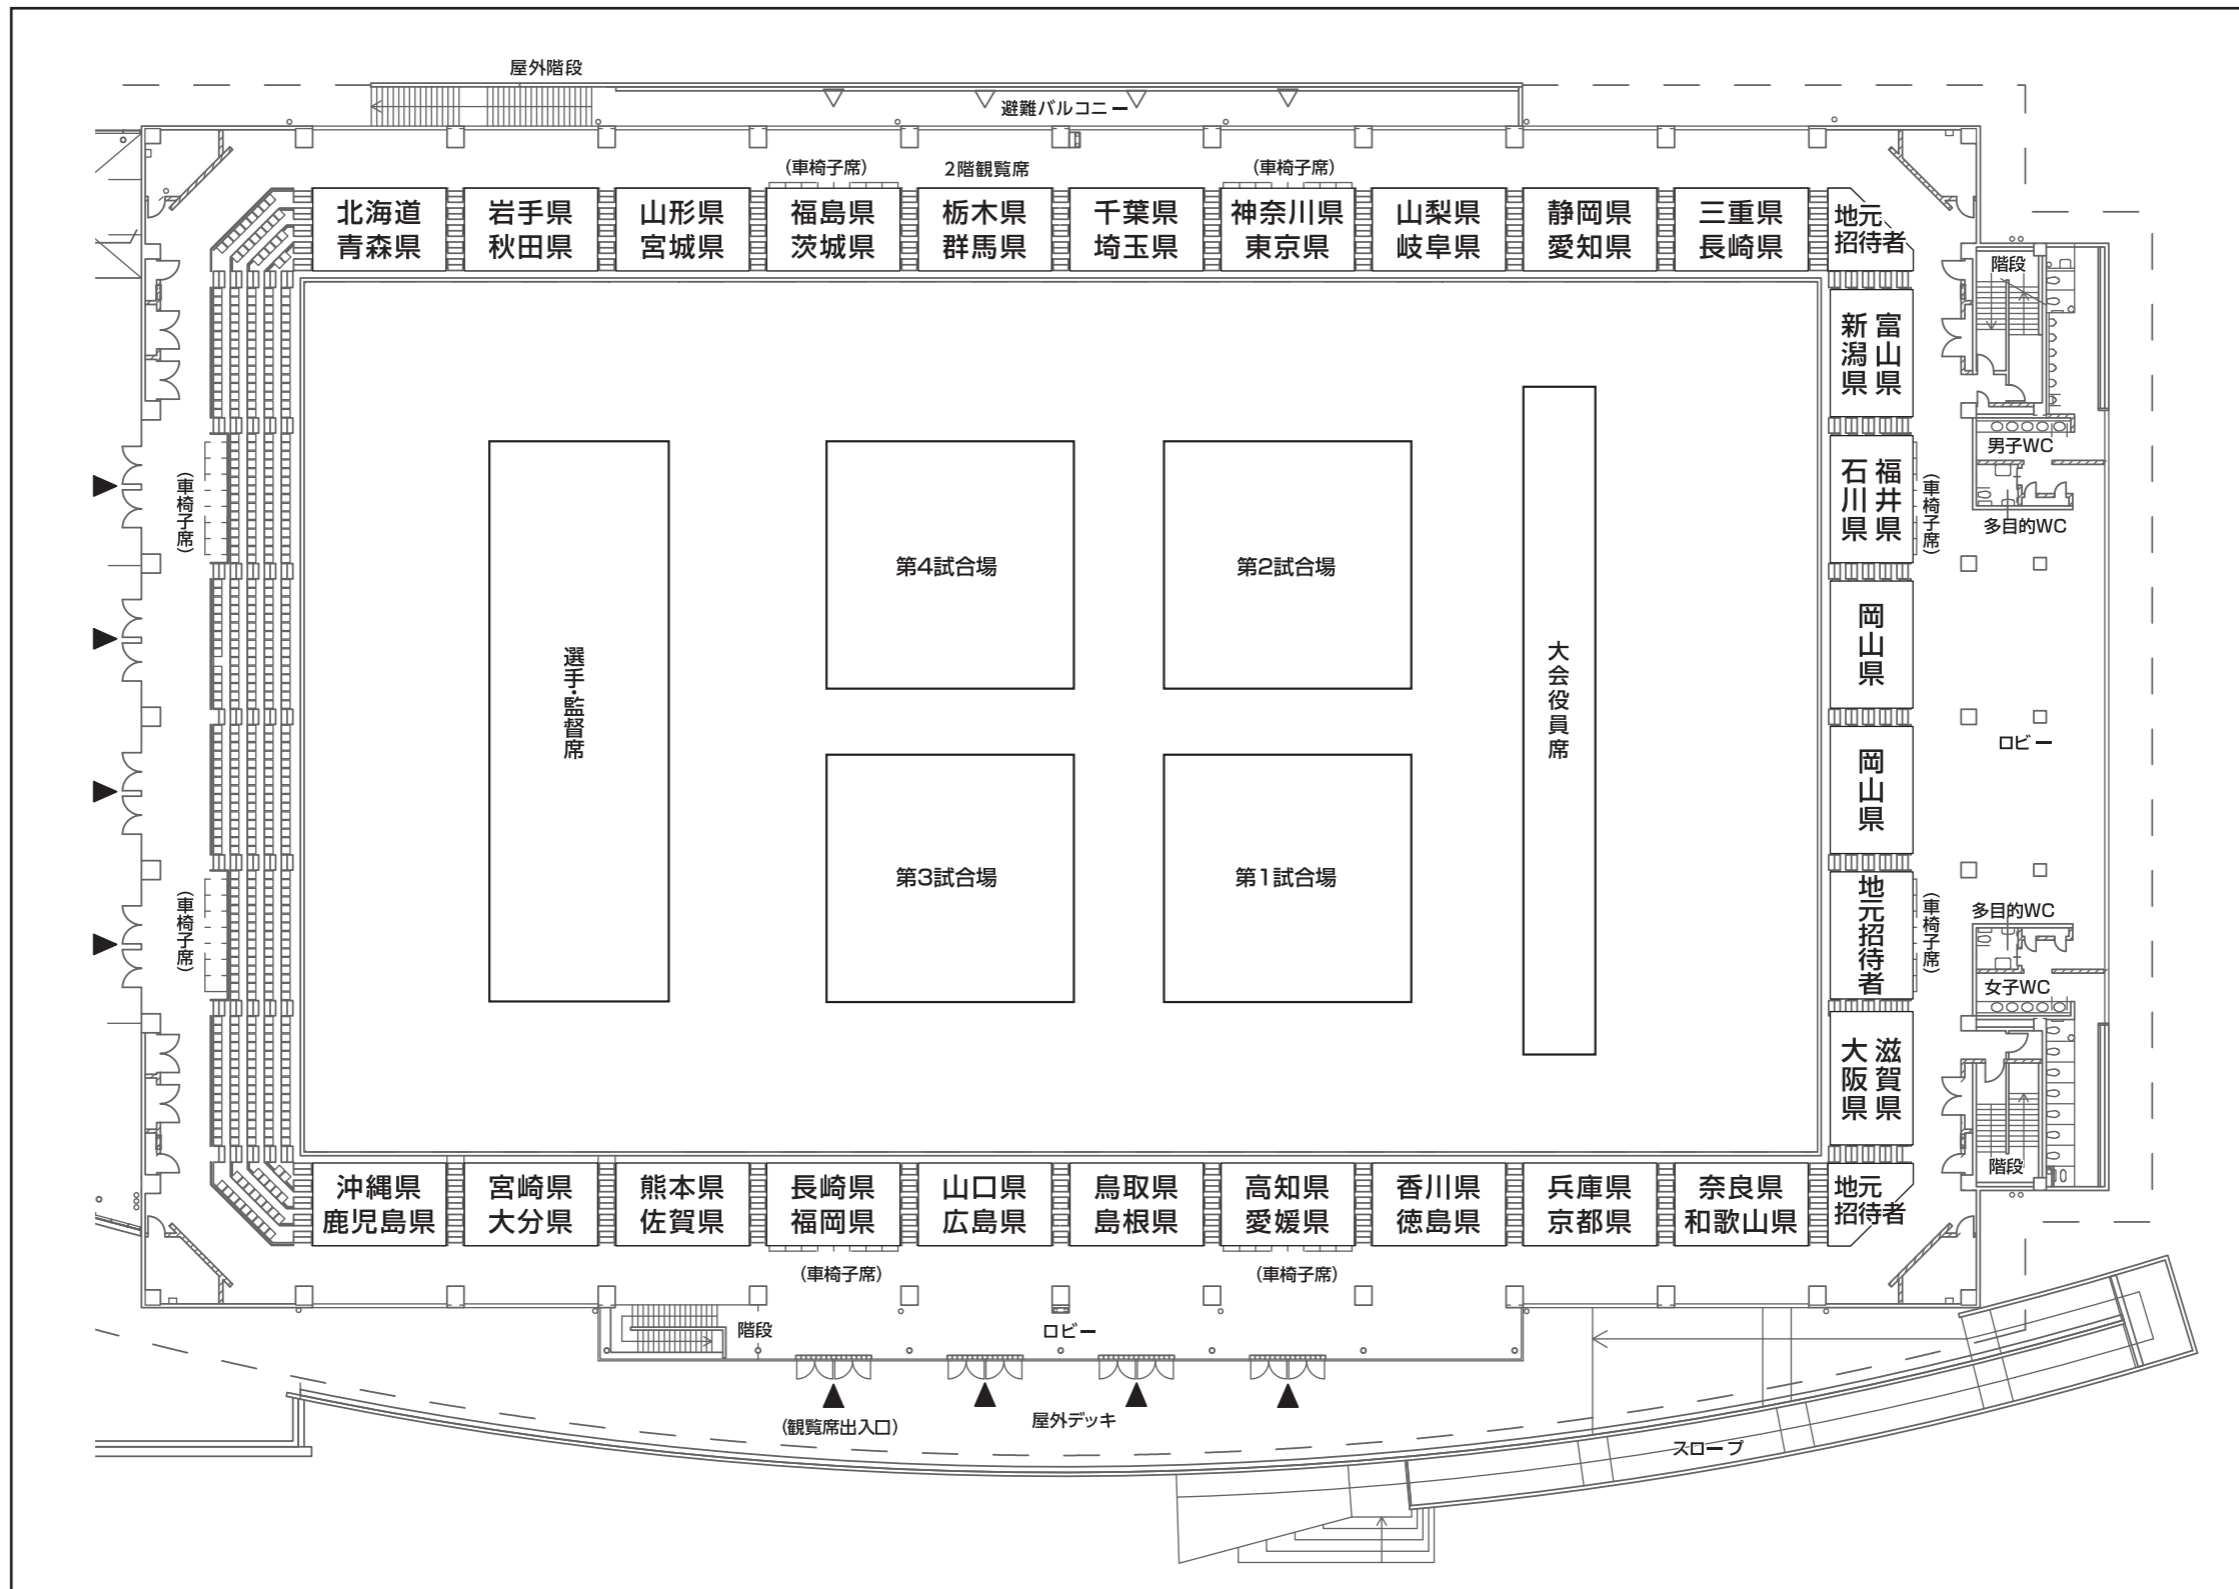 屋外階段
避難バルコニー
(車椅子席)
2階観覧席
(車椅子席)
北海道
青森県
岩手県
秋田県
山形県
宮城県
福島県
茨城県
栃木県
群馬県
千葉県
埼玉県
神奈川県
東京県
山梨県
岐阜県
静岡県
愛知県
三重県
長崎県
地元
招待者
階段
富山県
新潟県
男子WC
福井県
石川県
(車椅子席)
(車椅子席)
多目的WC
第4試合場
第2試合場
岡山県
選手・監督席
大会役員席
岡山県
ロビー
第3試合場
第1試合場
地元招待者
(車椅子席)
(車椅子席)
多目的WC
女子WC
滋賀県
大阪県
階段
沖縄県
鹿児島県
宮崎県
大分県
熊本県
佐賀県
長崎県
福岡県
山口県
広島県
鳥取県
島根県
高知県
愛媛県
香川県
徳島県
兵庫県
京都県
奈良県
和歌山県
地元
招待者
(車椅子席)
(車椅子席)
階段
ロビー
(観覧席出入口)
屋外デッキ
スロープ